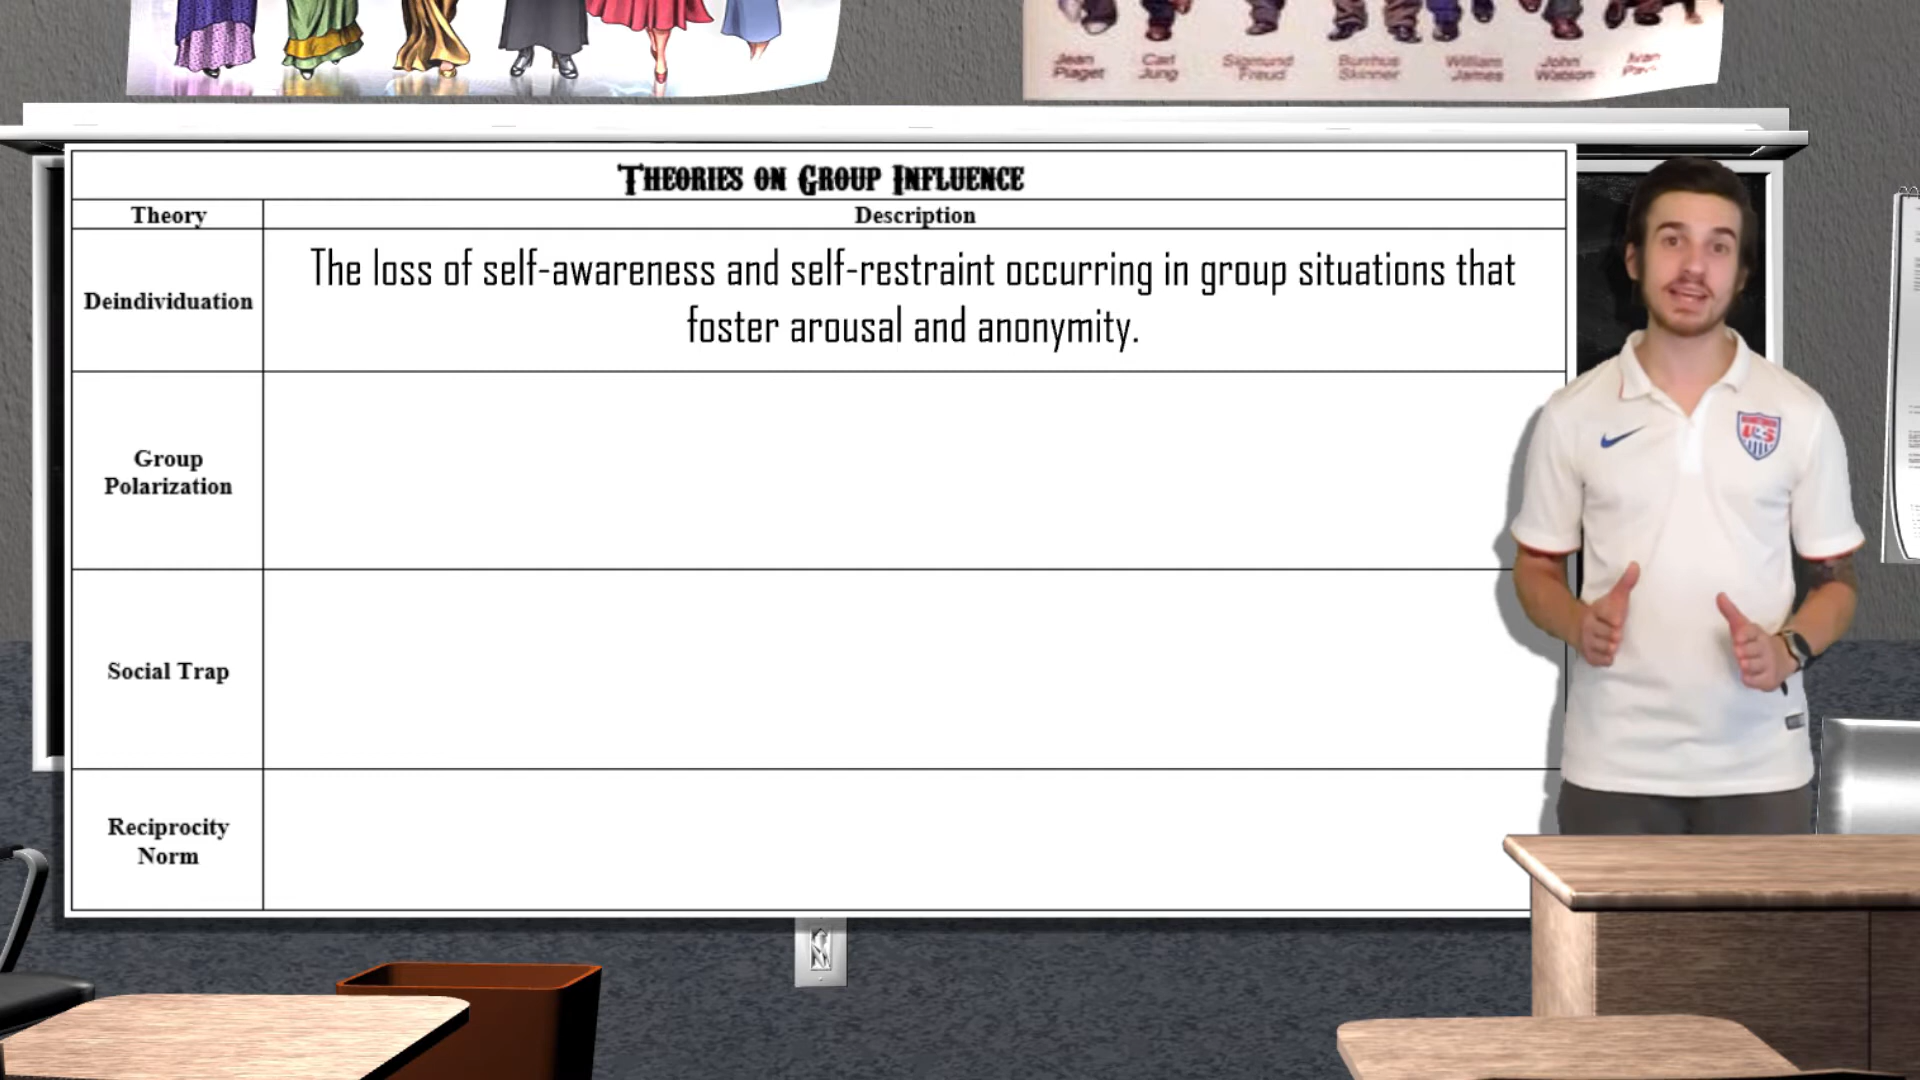 Jean Carl Sigmund Burrhus William John Ivan
Piaget Jung Freud Skinner James Watson
Theories on Group Influence
Theory Description
Deindividuation
The loss of self-awareness and self-restraint occurring in group situations that
foster arousal and anonymity.
Group
Polarization
Social Trap
Reciprocity
Norm
US